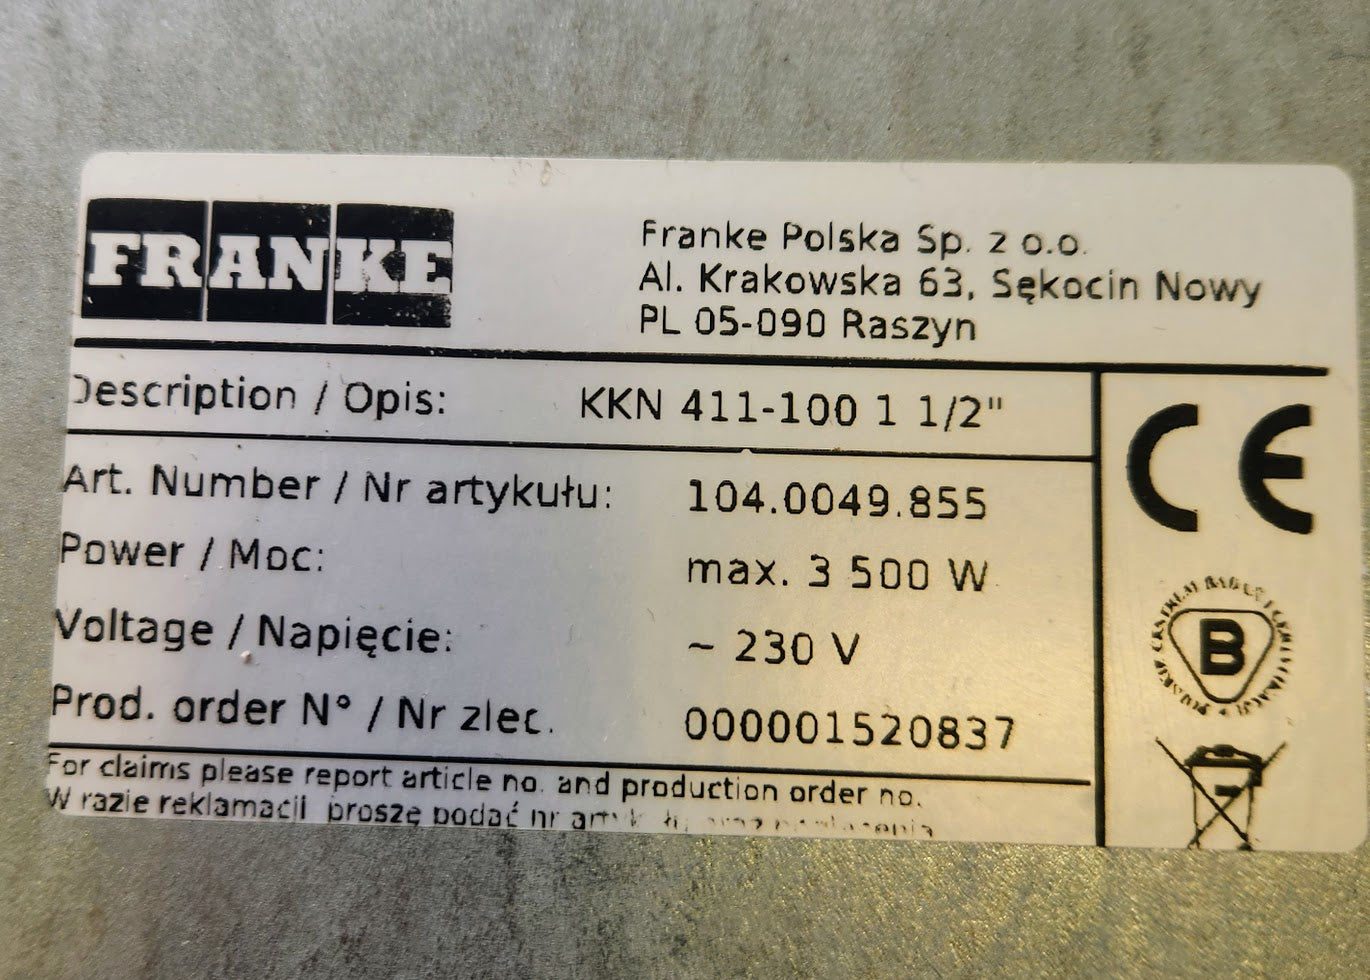 FRANKE
Franke Polska Sp. z o.o.
Al. Krakowska 63, Sękocin Nowy
PL 05-090 Raszyn
Description / Opis: KKN 411-100 1 1/2"
Art. Number / Nr artykułu: 104.0049.855
Power / Moc: max. 3 500 W
Voltage / Napięcie: ~ 230 V
Prod. order N° / Nr zlec. 000001520837
For claims please report article no. and production order no.
W razie reklamacji proszę podać nr
CE
B